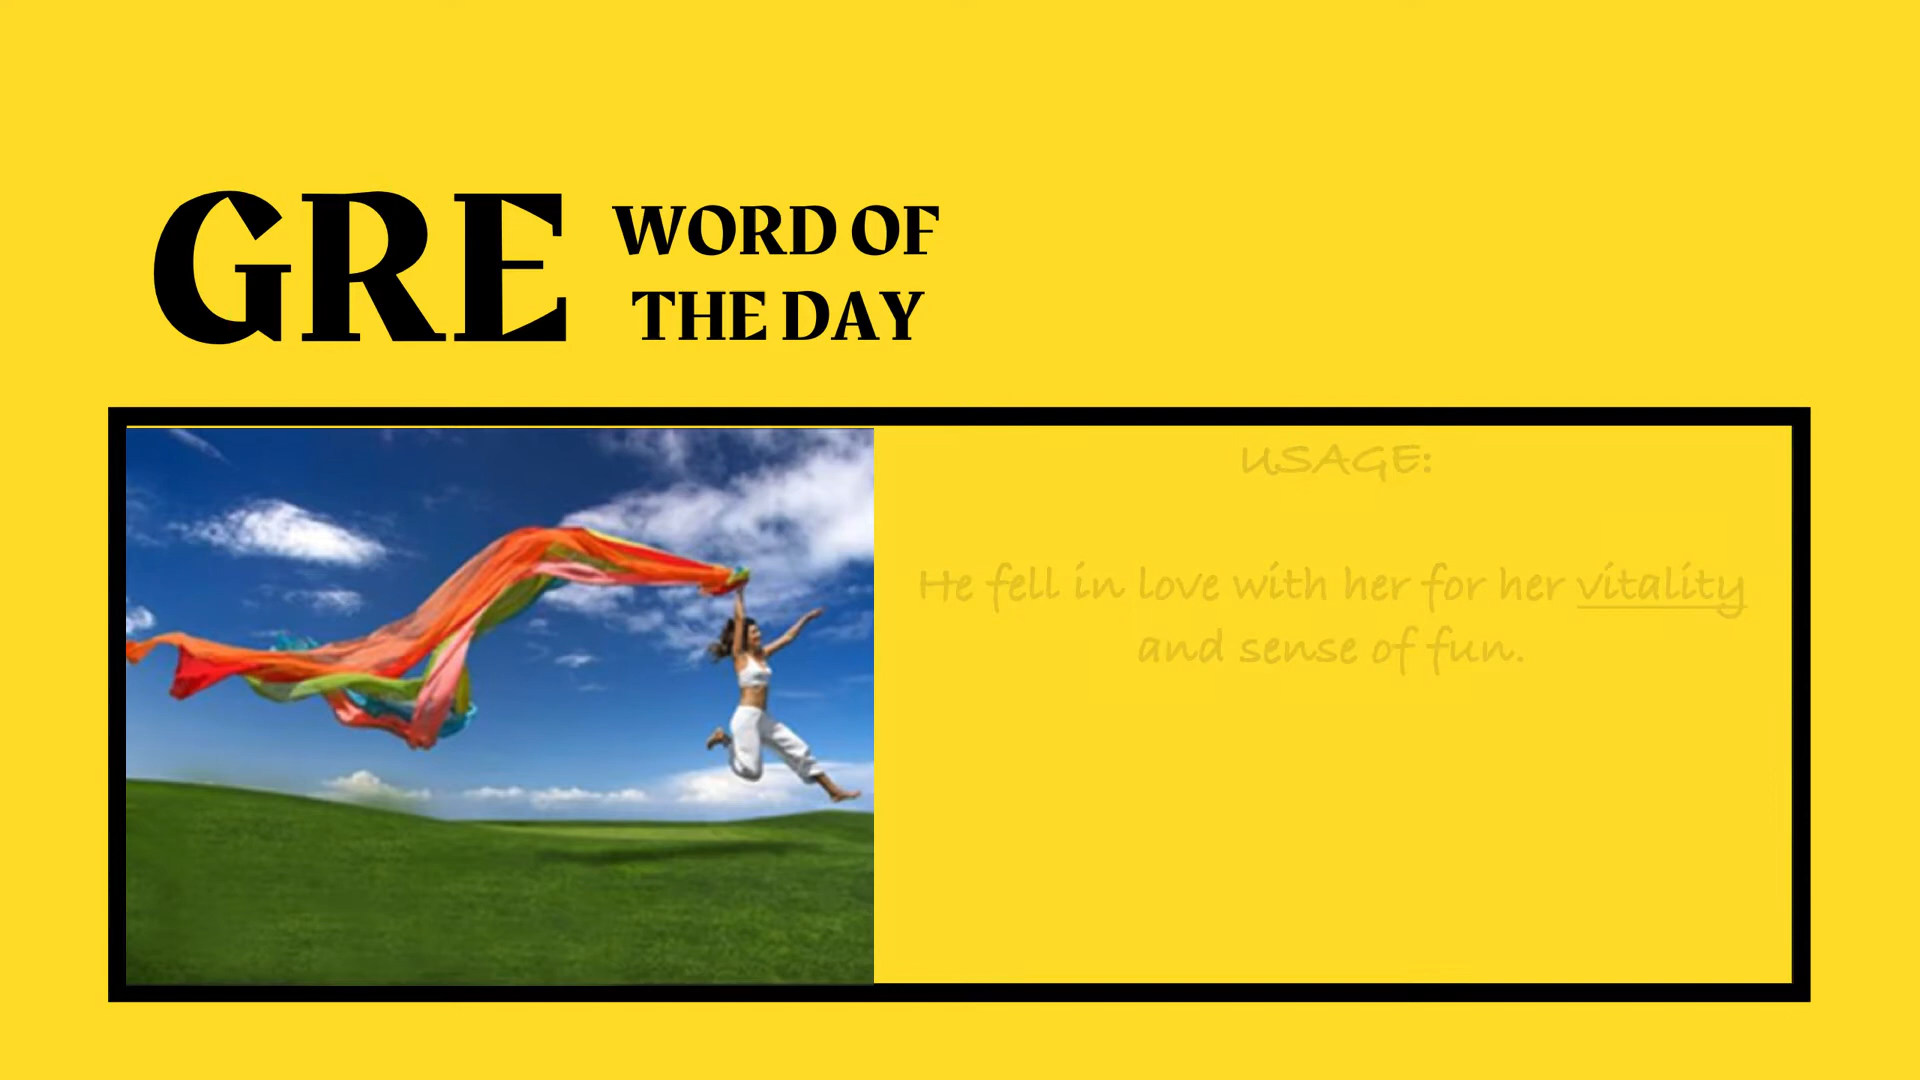 GRE
WORD OF
THE DAY
USAGE:
He fell in love with her for her vitality
and sense of fun.